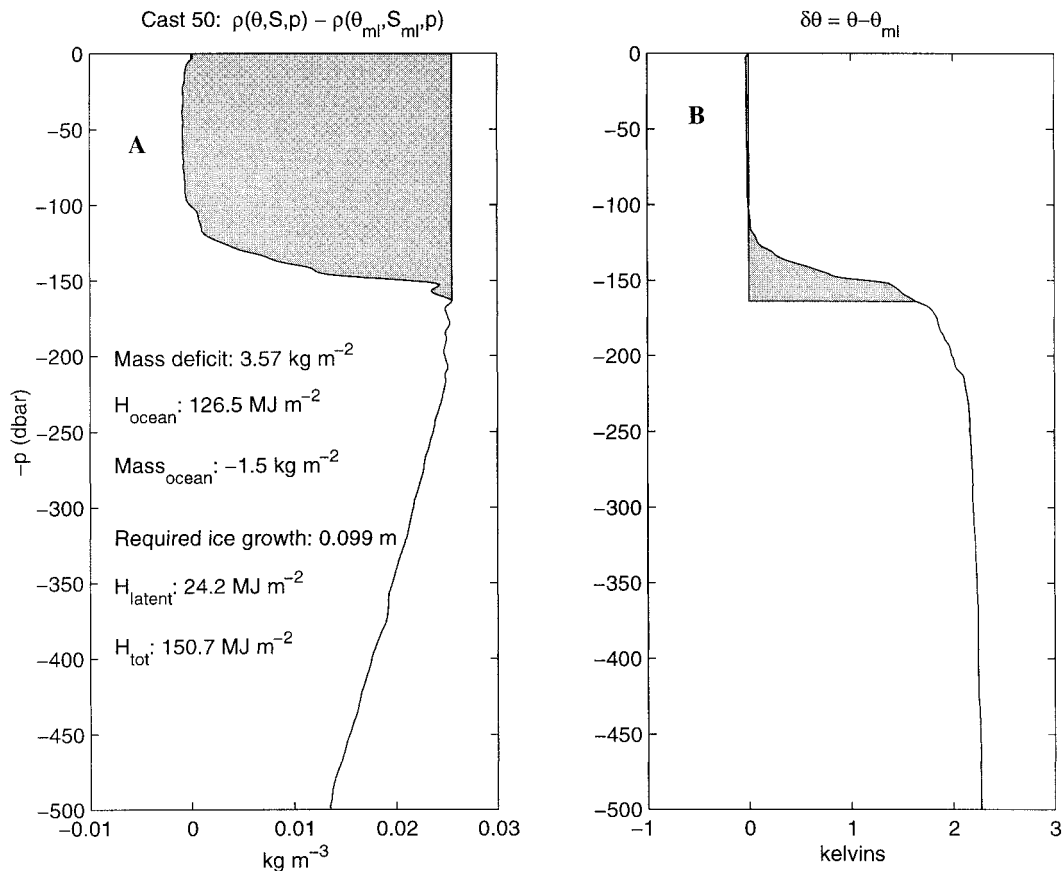 Cast 50: ρ(θ,S,p) − ρ(θml,Sml,p)
A
0
−50
−100
−150
−200
−250
−300
−350
−400
−450
−500
−p (dbar)
Mass deficit: 3.57 kg m−2
Hocean: 126.5 MJ m−2
Massocean: −1.5 kg m−2
Required ice growth: 0.099 m
Hlatent: 24.2 MJ m−2
Htot: 150.7 MJ m−2
−0.01 0 0.01 0.02 0.03
kg m−3
δθ = θ−θml
B
0
−50
−100
−150
−200
−250
−300
−350
−400
−450
−500
−1 0 1 2 3
kelvins